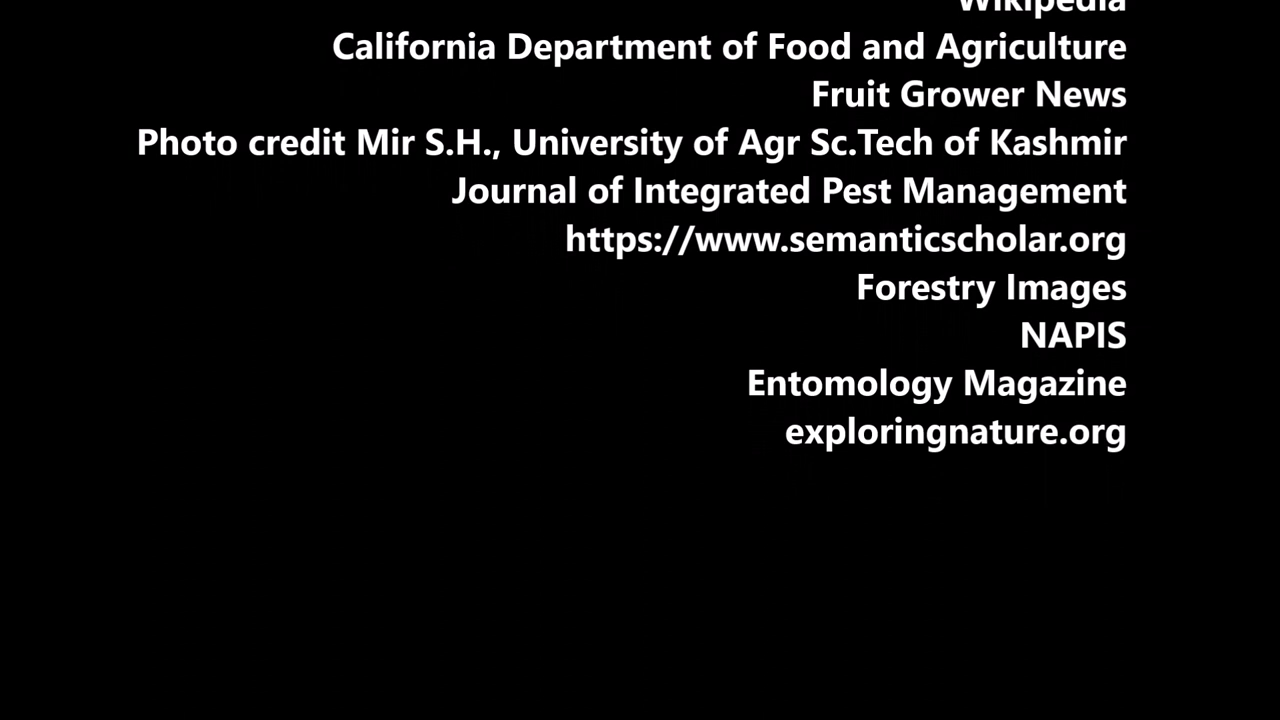 Wikipedia
California Department of Food and Agriculture
Fruit Grower News
Photo credit Mir S.H., University of Agr Sc.Tech of Kashmir
Journal of Integrated Pest Management
https://www.semanticscholar.org
Forestry Images
NAPIS
Entomology Magazine
exploringnature.org